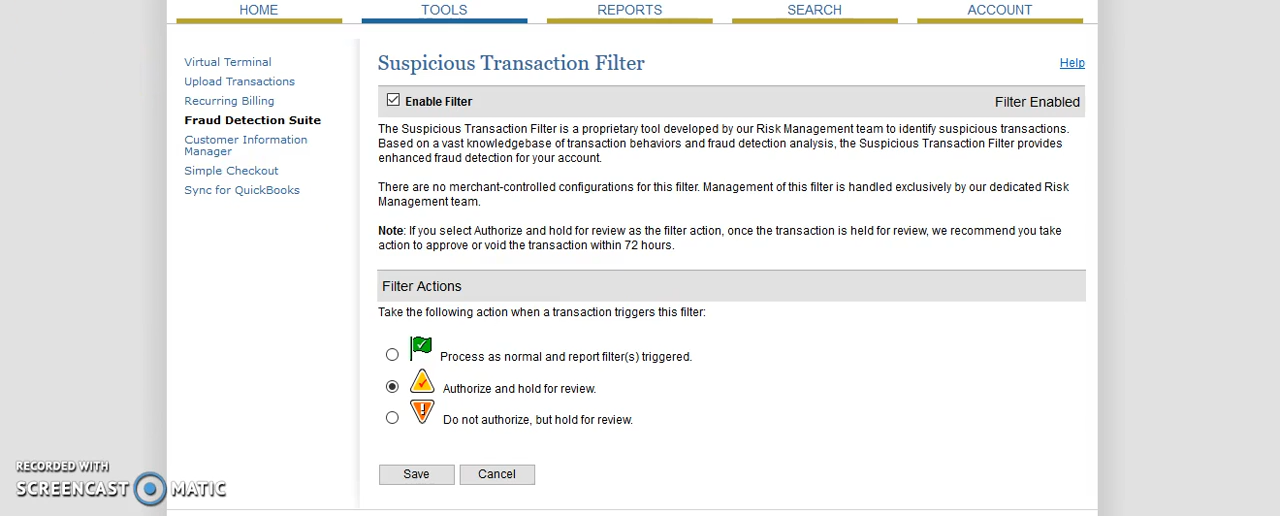 HOME TOOLS REPORTS SEARCH ACCOUNT
Virtual Terminal
Upload Transactions
Recurring Billing
Fraud Detection Suite
Customer Information
Manager
Simple Checkout
Sync for QuickBooks
Suspicious Transaction Filter
Help
Enable Filter
Filter Enabled
The Suspicious Transaction Filter is a proprietary tool developed by our Risk Management team to identify suspicious transactions.
Based on a vast knowledgebase of transaction behaviors and fraud detection analysis, the Suspicious Transaction Filter provides
enhanced fraud detection for your account.
There are no merchant-controlled configurations for this filter. Management of this filter is handled exclusively by our dedicated Risk
Management team.
Note: If you select Authorize and hold for review as the filter action, once the transaction is held for review, we recommend you take
action to approve or void the transaction within 72 hours.
Filter Actions
Take the following action when a transaction triggers this filter:
Process as normal and report filter(s) triggered.
Authorize and hold for review.
Do not authorize, but hold for review.
Save Cancel
RECORDED WITH
SCREENCAST MATIC